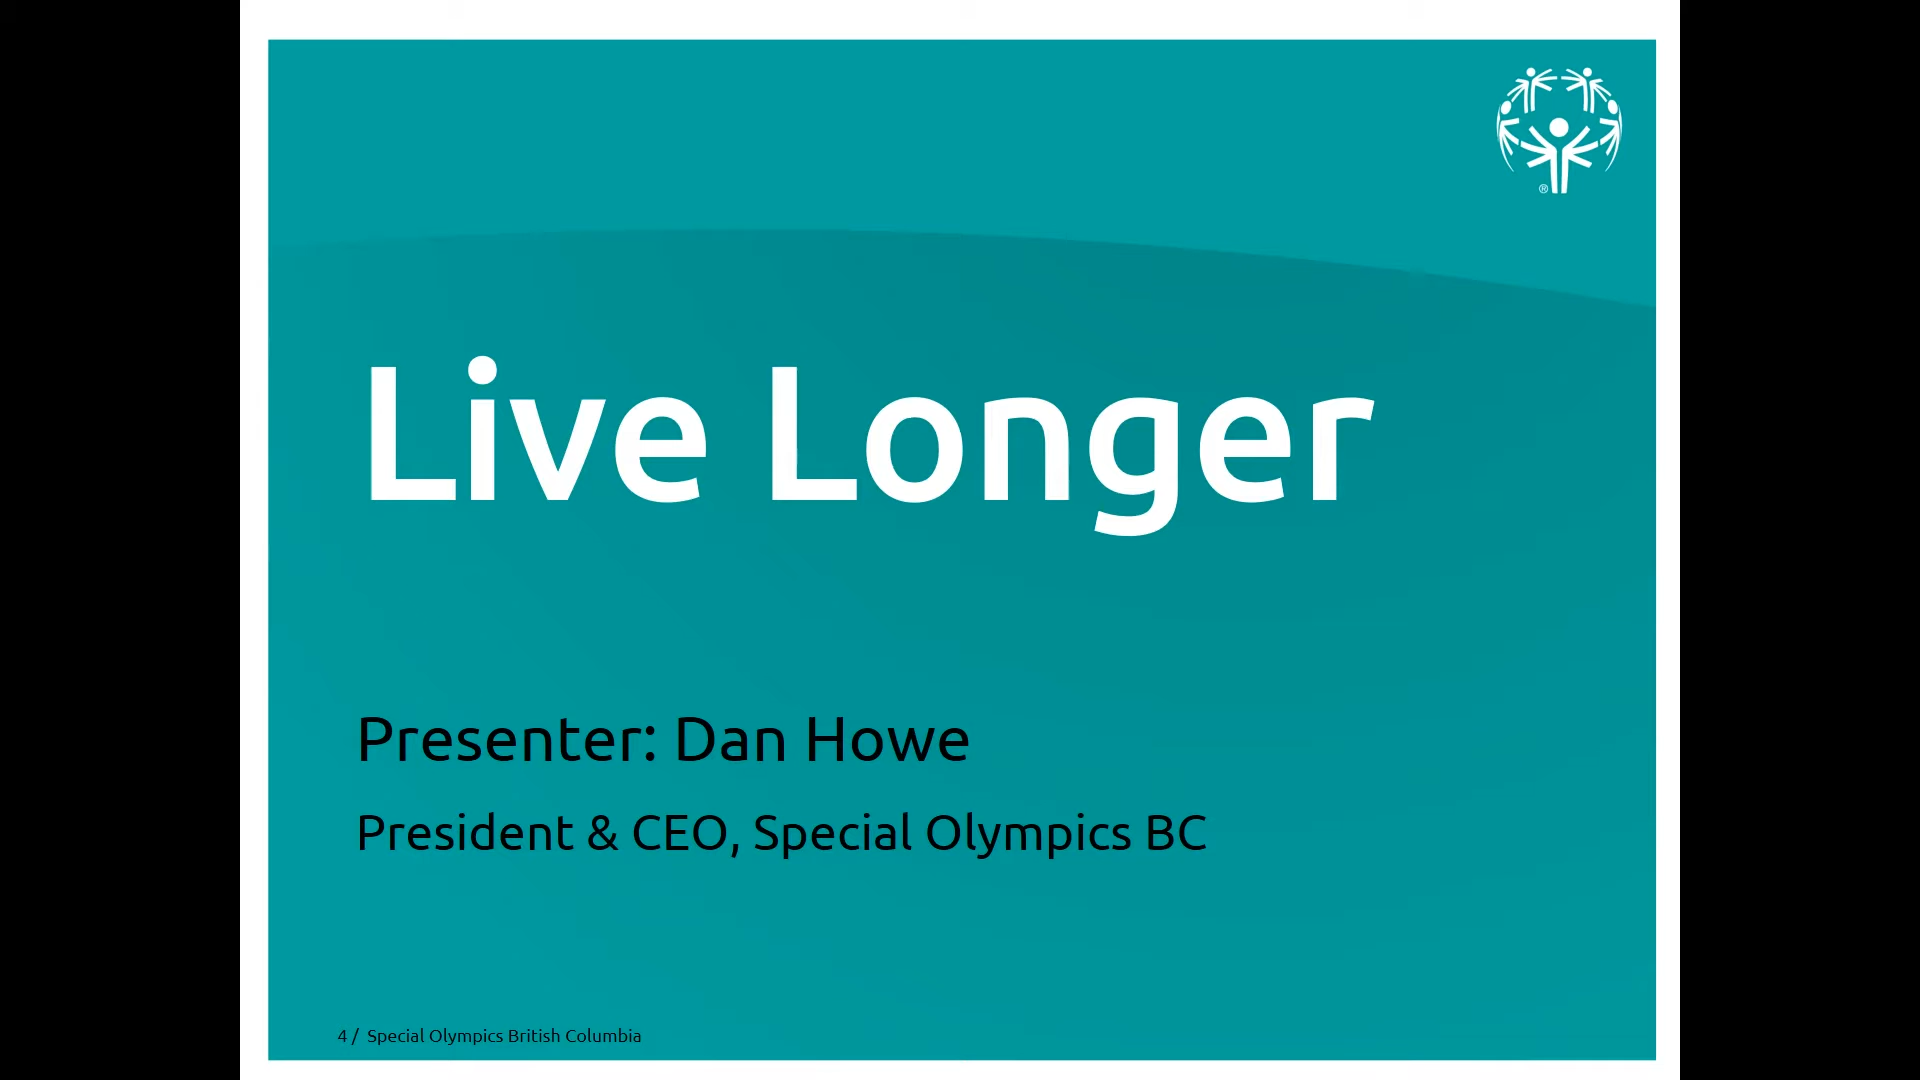 ®
Live Longer
Presenter: Dan Howe
President & CEO, Special Olympics BC
4 / Special Olympics British Columbia